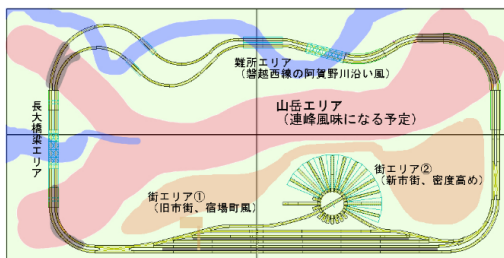 難所エリア
（磐越西線の阿賀野川沿い風）
山岳エリア
（連峰風味になる予定）
長大橋梁エリア
街エリア②
（新市街、密度高め）
街エリア①
（旧市街、宿場町風）